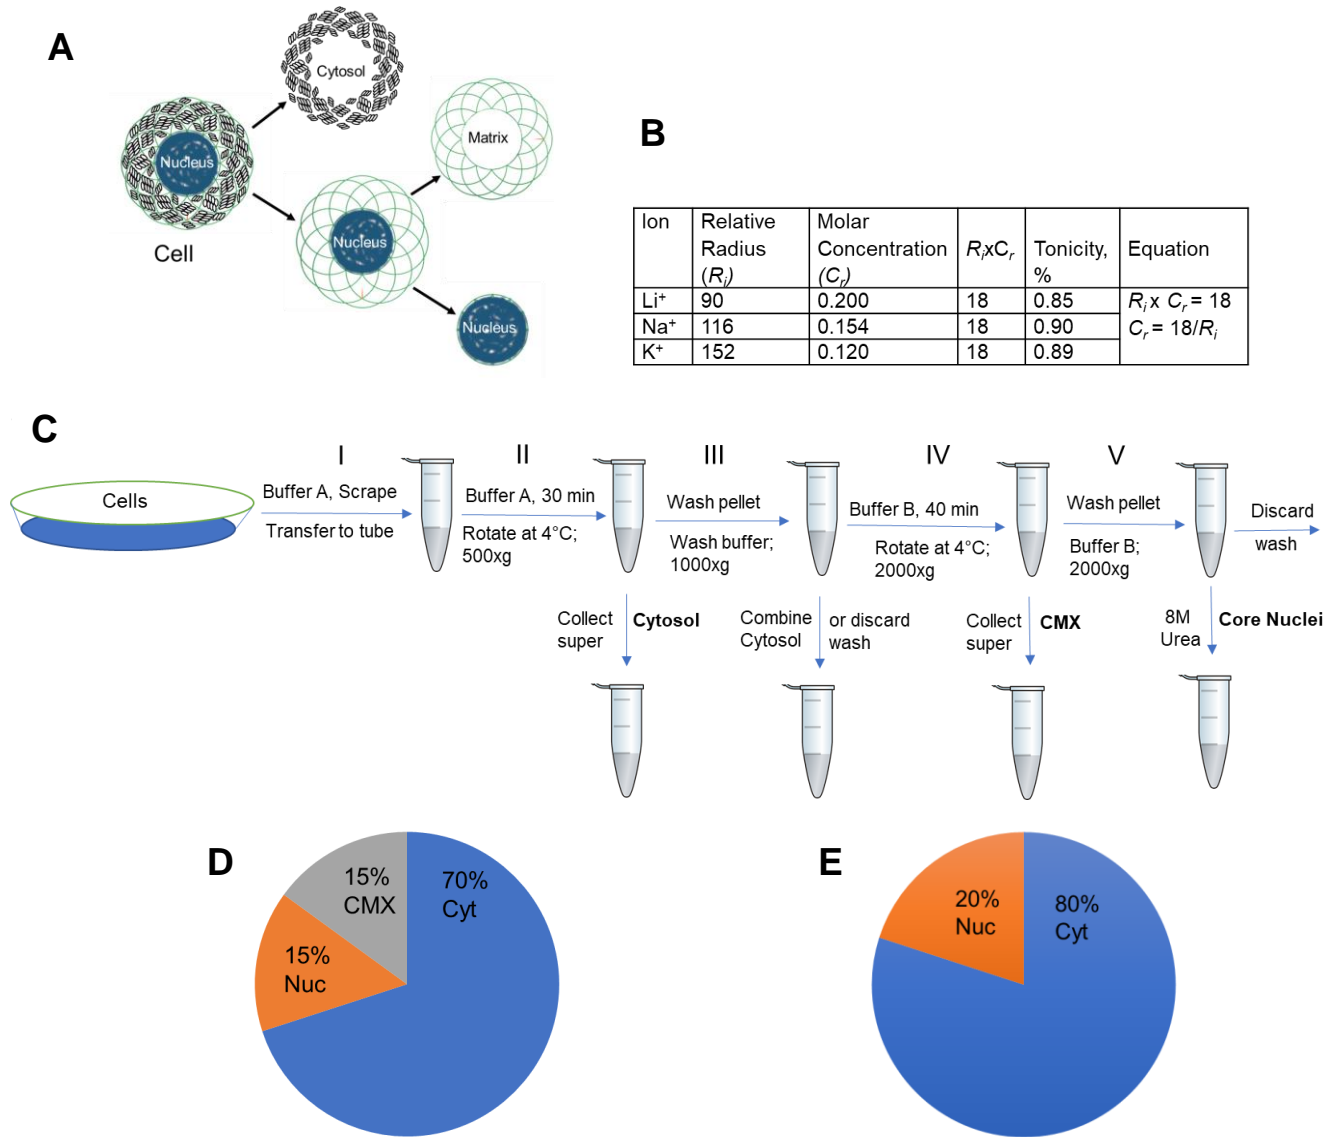 A
Cytosol
Nucleus
Matrix
Cell
Nucleus
Nucleus
B
Ion
Relative
Radius
(Ri)
Molar
Concentration
(Cr)
RixCr
Tonicity,
%
Equation
Li+ 90 0.200 18 0.85 Ri x Cr = 18
Na+ 116 0.154 18 0.90 Cr = 18/Ri
K+ 152 0.120 18 0.89
C
I
II
III
IV
V
Cells
Buffer A, Scrape
Transfer to tube
Buffer A, 30 min
Rotate at 4°C;
500xg
Wash pellet
Wash buffer;
1000xg
Buffer B, 40 min
Rotate at 4°C;
2000xg
Wash pellet
Buffer B;
2000xg
Discard
wash
Collect
super
Cytosol
Combine
Cytosol
or discard
wash
Collect
super
CMX
8M
Urea
Core Nuclei
D
15%
CMX
70%
Cyt
15%
Nuc
E
20%
Nuc
80%
Cyt